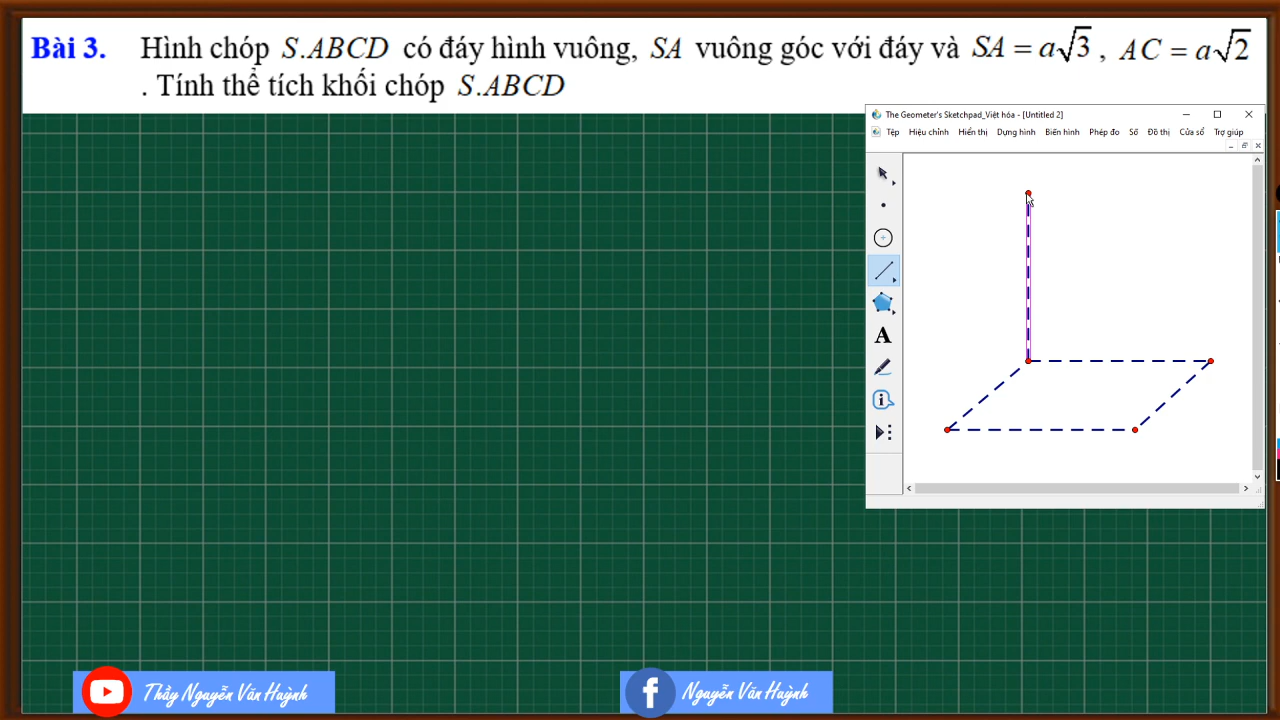 Bài 3. Hình chóp S.ABCD có đáy hình vuông, SA vuông góc với đáy và SA = a√3 , AC = a√2
. Tính thể tích khối chóp S.ABCD
The Geometer's Sketchpad_Việt hóa - [Untitled 2]
Tệp Hiệu chỉnh Hiển thị Dựng hình Biến hình Phép đo Số Đồ thị Cửa sổ Trợ giúp
A
Thầy Nguyễn Văn Huỳnh
Nguyễn Văn Huỳnh